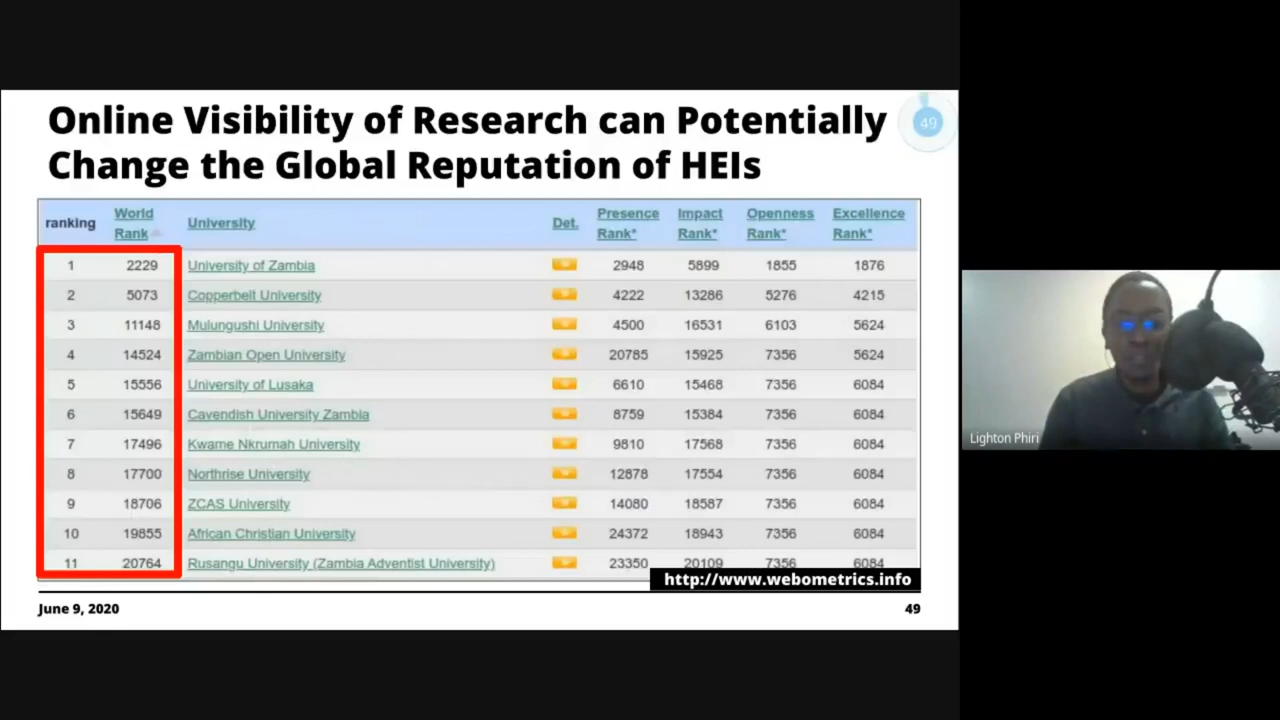 Online Visibility of Research can Potentially
Change the Global Reputation of HEIs
49
ranking World Rank University Det. Presence Rank* Impact Rank* Openness Rank* Excellence Rank*
1 2229 University of Zambia 2948 5899 1855 1876
2 5073 Copperbelt University 4222 13286 5276 4215
3 11148 Mulungushi University 4500 16531 6103 5624
4 14524 Zambian Open University 20785 15925 7356 5624
5 15556 University of Lusaka 6610 15468 7356 6084
6 15649 Cavendish University Zambia 8759 15384 7356 6084
7 17496 Kwame Nkrumah University 9810 17568 7356 6084
8 17700 Northrise University 12878 17554 7356 6084
9 18706 ZCAS University 14080 18587 7356 6084
10 19855 African Christian University 24372 18943 7356 6084
11 20764 Rusangu University (Zambia Adventist University) 23350 20109 7356 6084
http://www.webometrics.info
June 9, 2020 49
Lighton Phiri